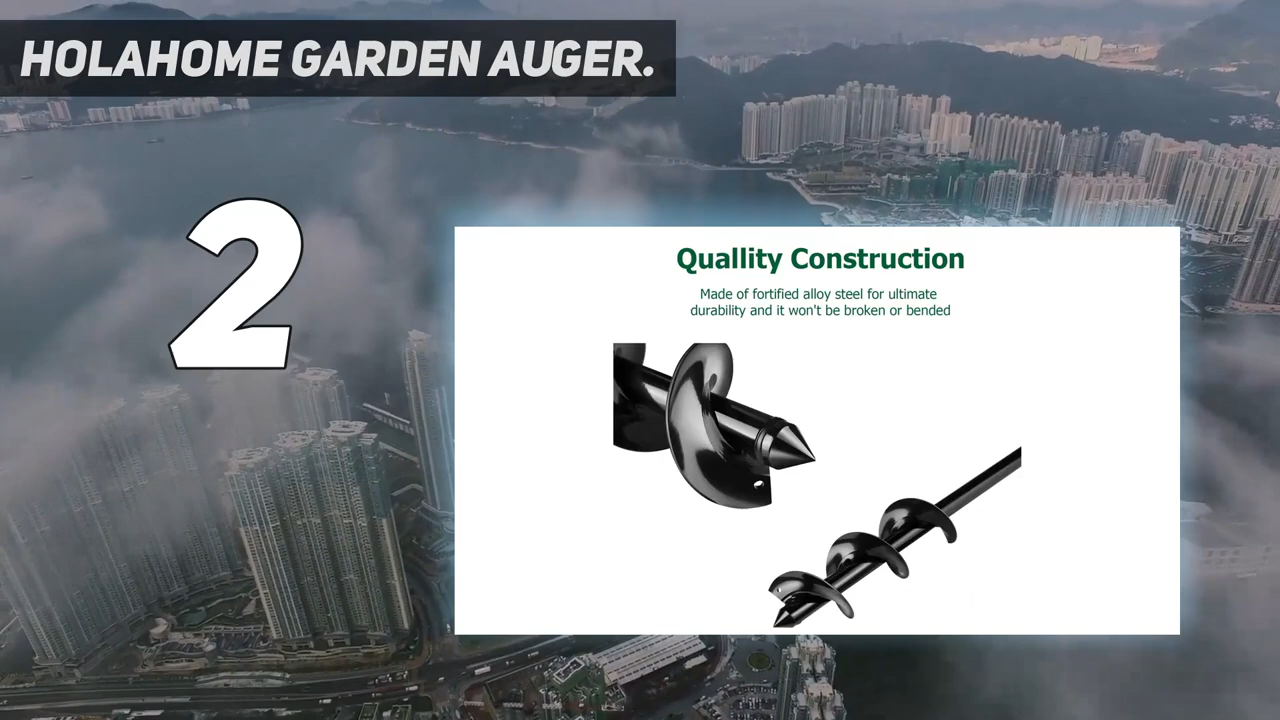 HOLAHOME GARDEN AUGER.
2
Quallity Construction
Made of fortified alloy steel for ultimate
durability and it won't be broken or bended